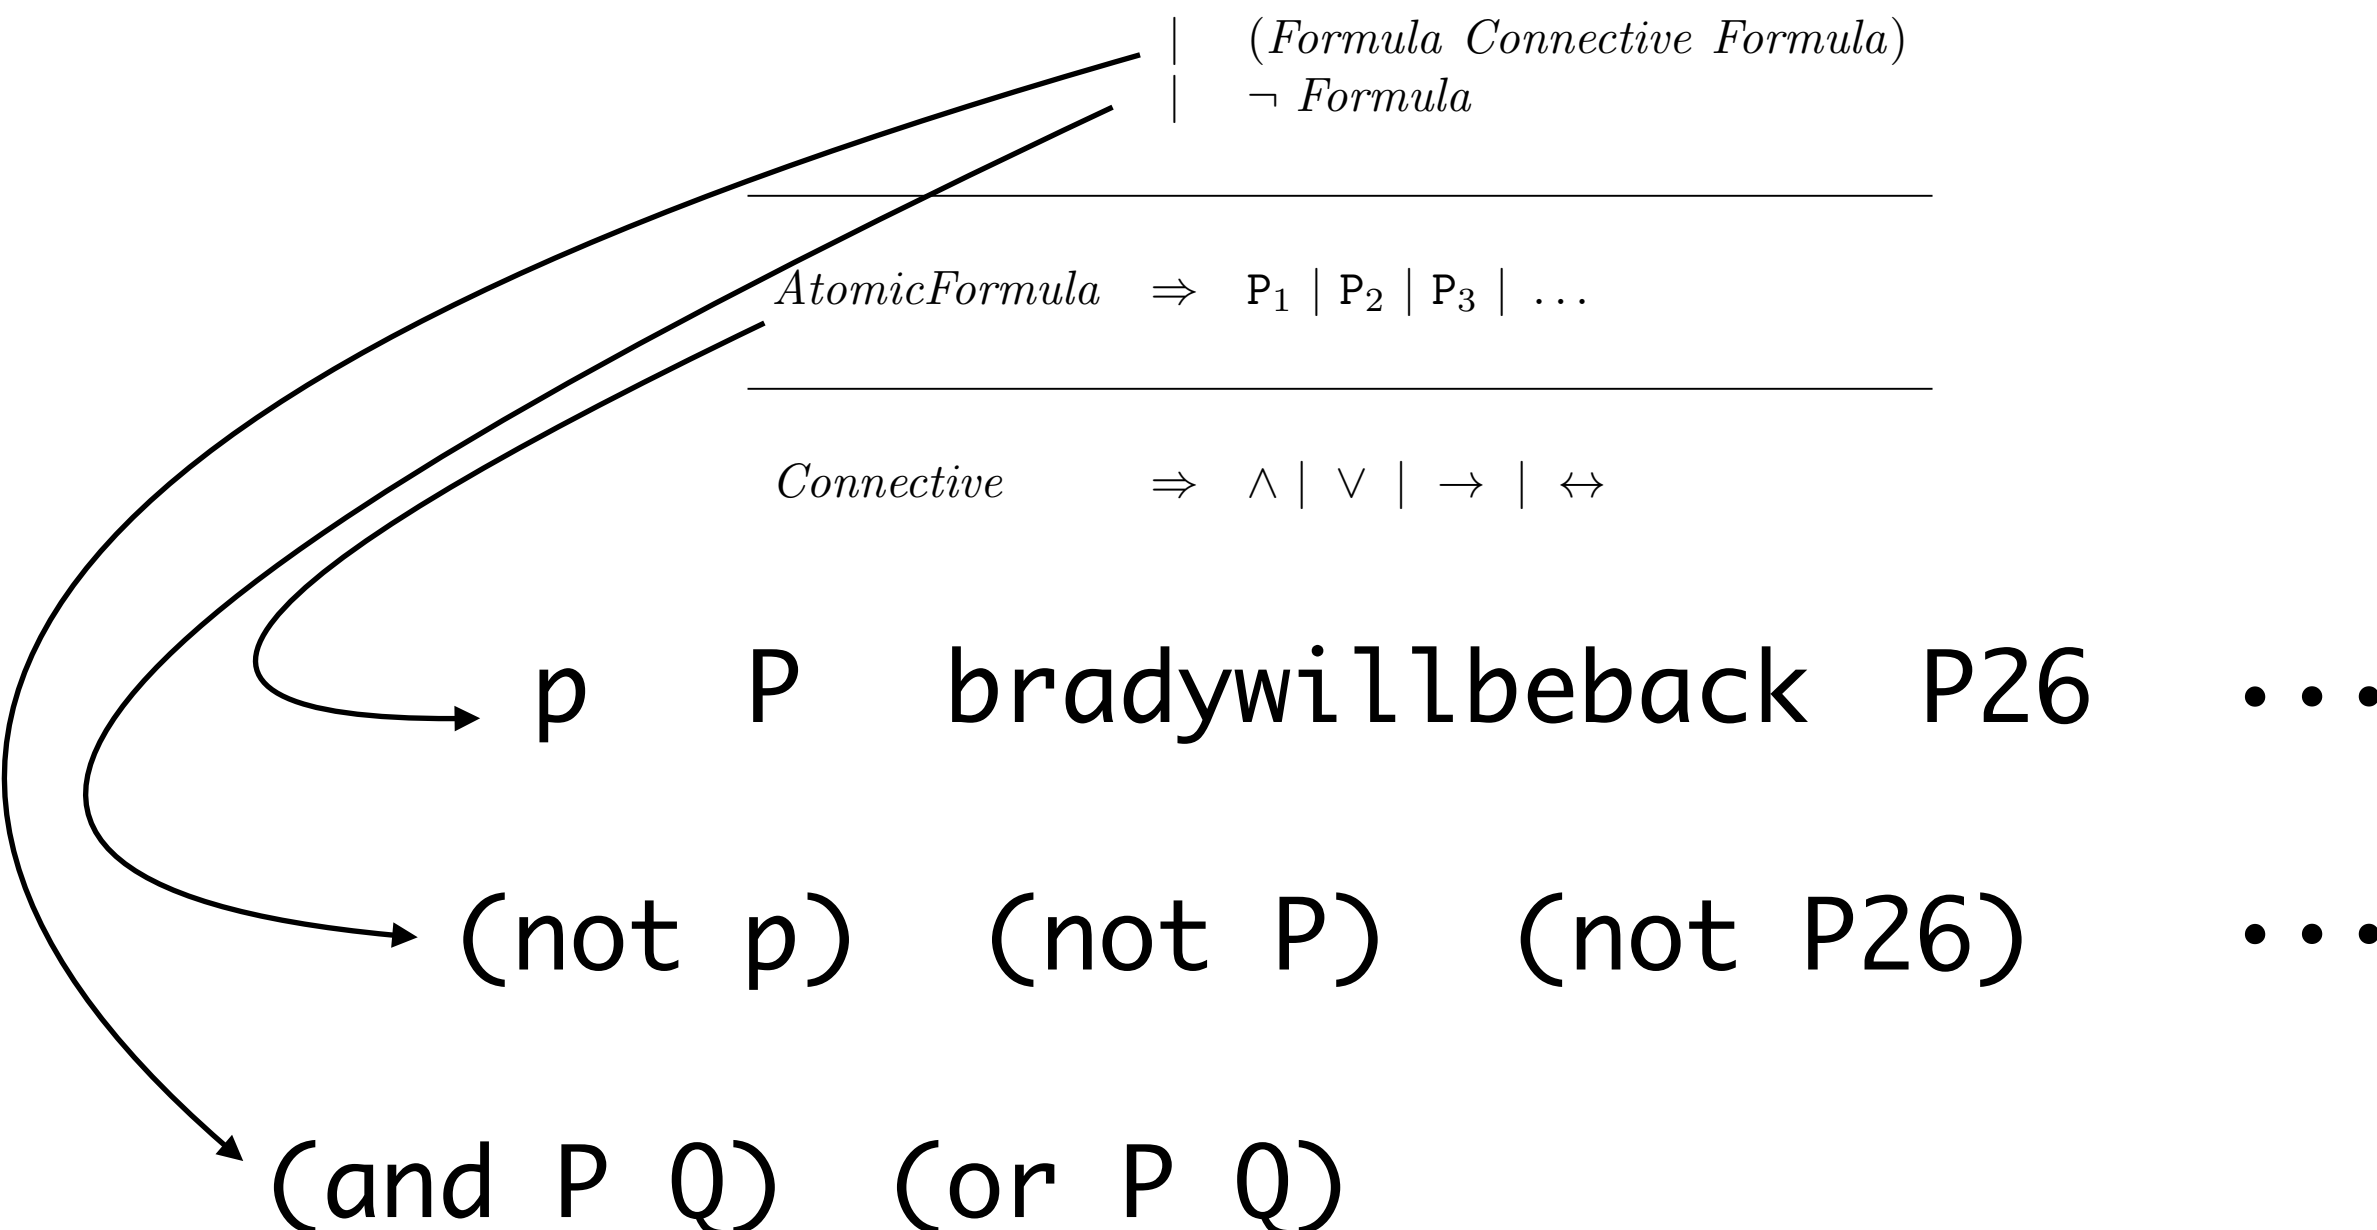 | (Formula Connective Formula)
| ¬ Formula
AtomicFormula ⇒ P₁ | P₂ | P₃ | …
Connective ⇒ ∧ | ∨ | → | ↔
p P bradywillbeback P26 •••
(not p) (not P) (not P26) •••
(and P Q) (or P Q)